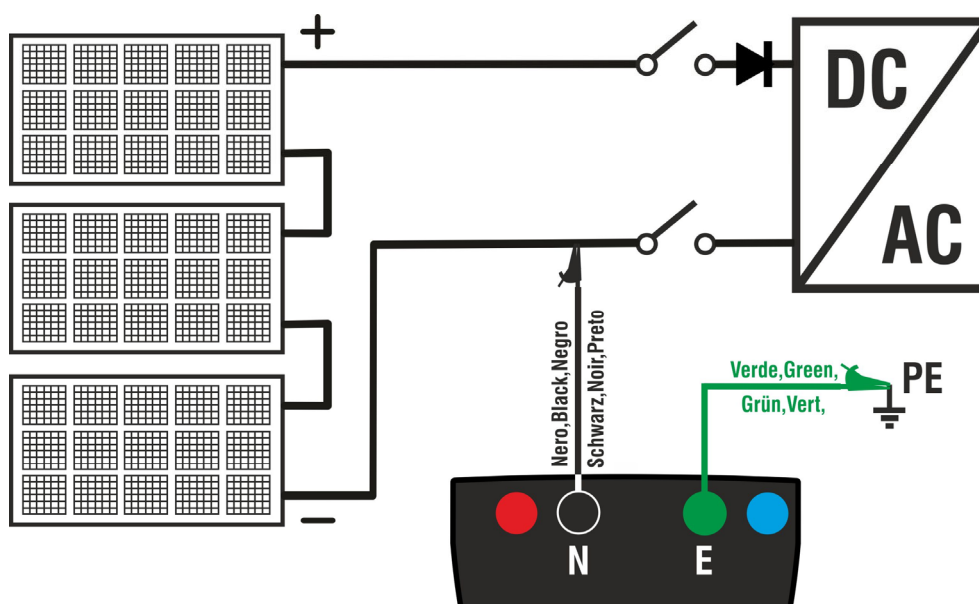 +
DC
AC
Nero,Black,Negro
Schwarz,Noir,Preto
Verde,Green,
Grün,Vert,
PE
−
N
E